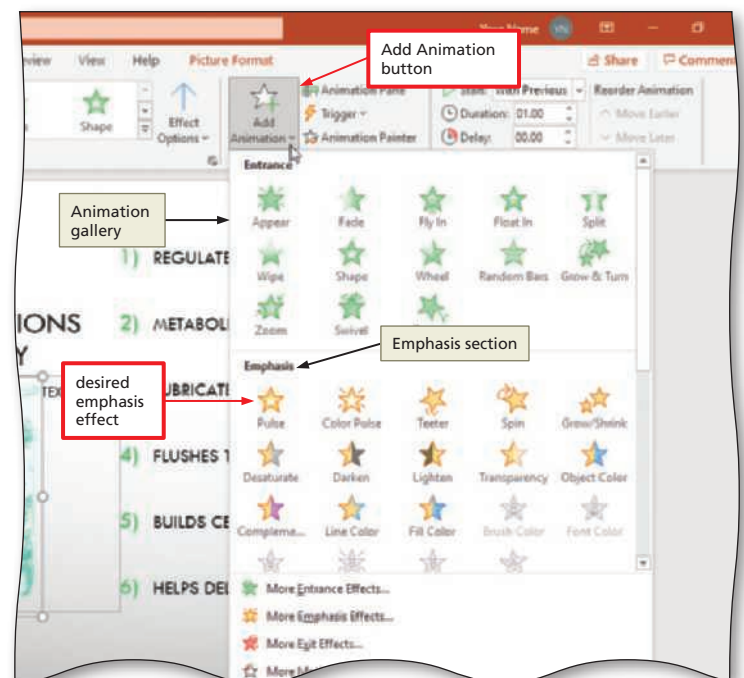 Your Name YN
view View Help Picture Format Share Comment
Add Animation
button
Shape
Effect
Options
Add
Animation
Animation Pane
Trigger
Animation Painter
Start: With Previous
Duration: 01.00
Delay: 00.00
Reorder Animation
Move Earlier
Move Later
Entrance
Animation
gallery
Appear Fade Fly In Float In Split
Wipe Shape Wheel Random Bars Grow & Turn
Zoom Swivel
Emphasis section
Emphasis
desired
emphasis
effect
Pulse Color Pulse Teeter Spin Grow/Shrink
Desaturate Darken Lighten Transparency Object Color
Compleme... Line Color Fill Color Brush Color Font Color
More Entrance Effects...
More Emphasis Effects...
More Exit Effects...
More M
IONS
Y
TEX
1) REGULATE
2) METABOL
UBRICATE
4) FLUSHES T
5) BUILDS CE
6) HELPS DEL